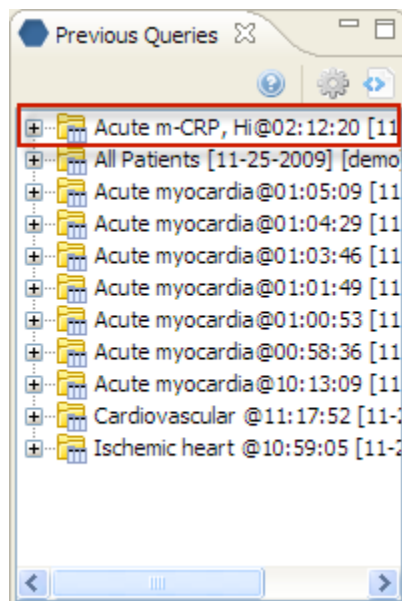 Previous Queries
Acute m-CRP, Hi@02:12:20 [11
All Patients [11-25-2009] [demo
Acute myocardia@01:05:09 [11
Acute myocardia@01:04:29 [11
Acute myocardia@01:03:46 [11
Acute myocardia@01:01:49 [11
Acute myocardia@01:00:53 [11
Acute myocardia@00:58:36 [11
Acute myocardia@10:13:09 [11
Cardiovascular @11:17:52 [11-2
Ischemic heart @10:59:05 [11-2